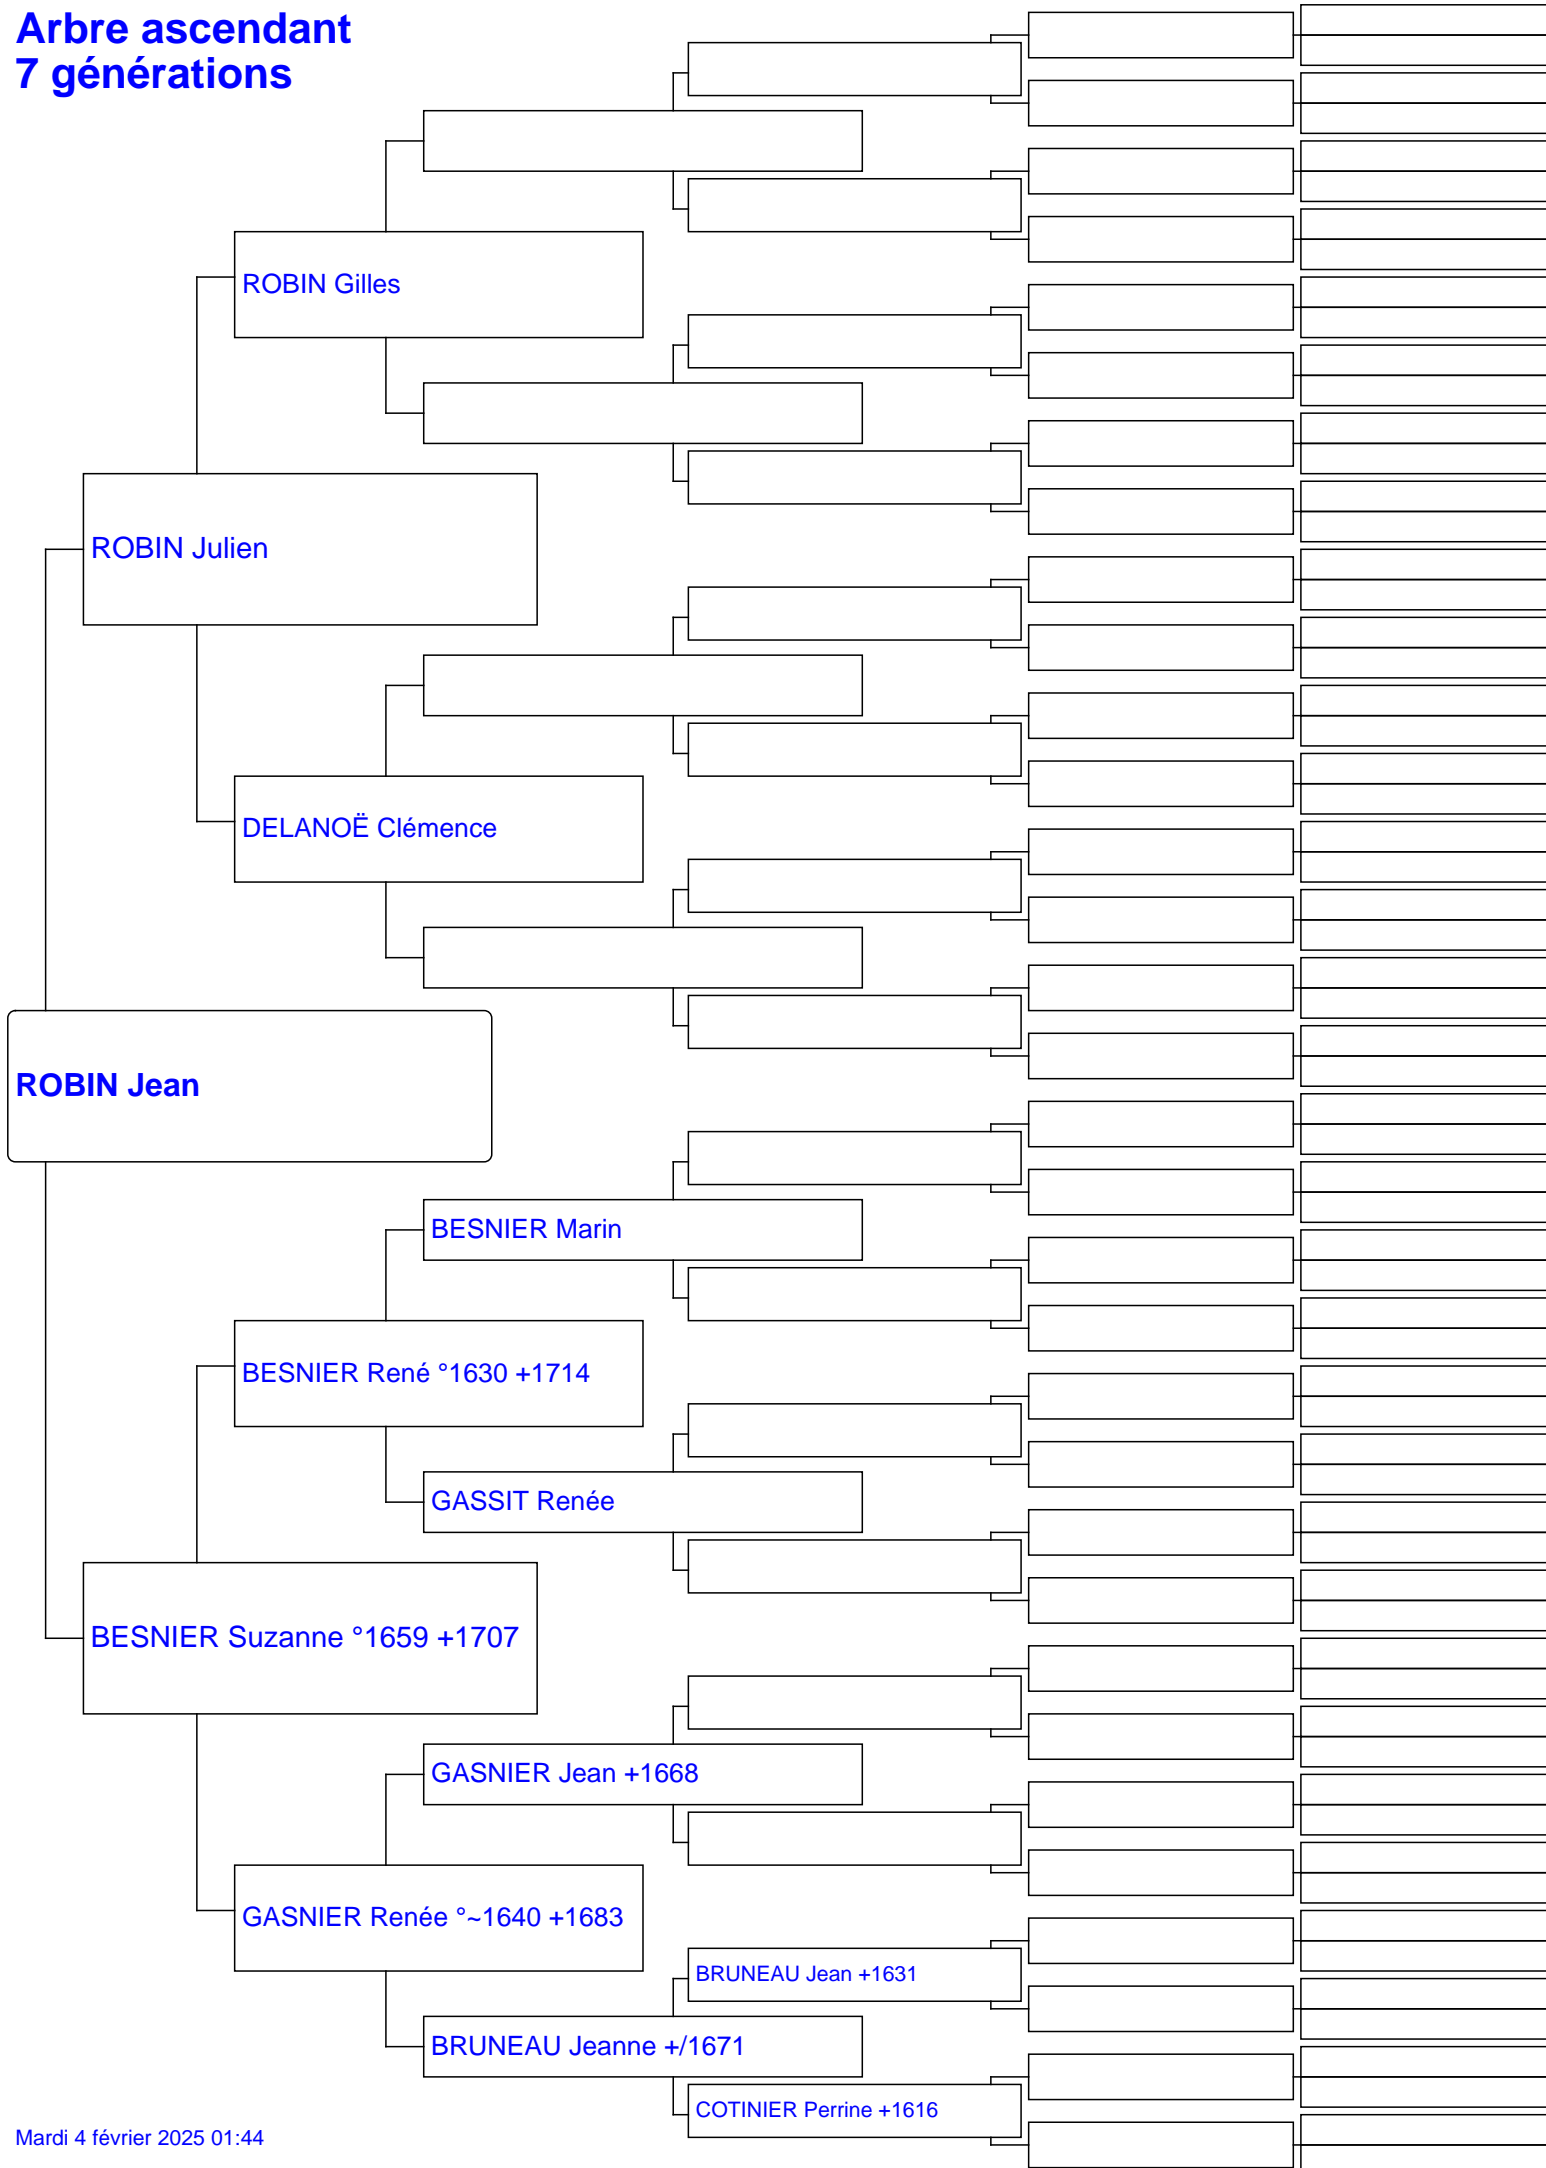 Arbre ascendant
7 générations
ROBIN Gilles
ROBIN Julien
DELANOË Clémence
ROBIN Jean
BESNIER Marin
BESNIER René °1630 +1714
GASSIT Renée
BESNIER Suzanne °1659 +1707
GASNIER Jean +1668
GASNIER Renée °~1640 +1683
BRUNEAU Jean +1631
BRUNEAU Jeanne +/1671
COTINIER Perrine +1616
Mardi 4 février 2025 01:44